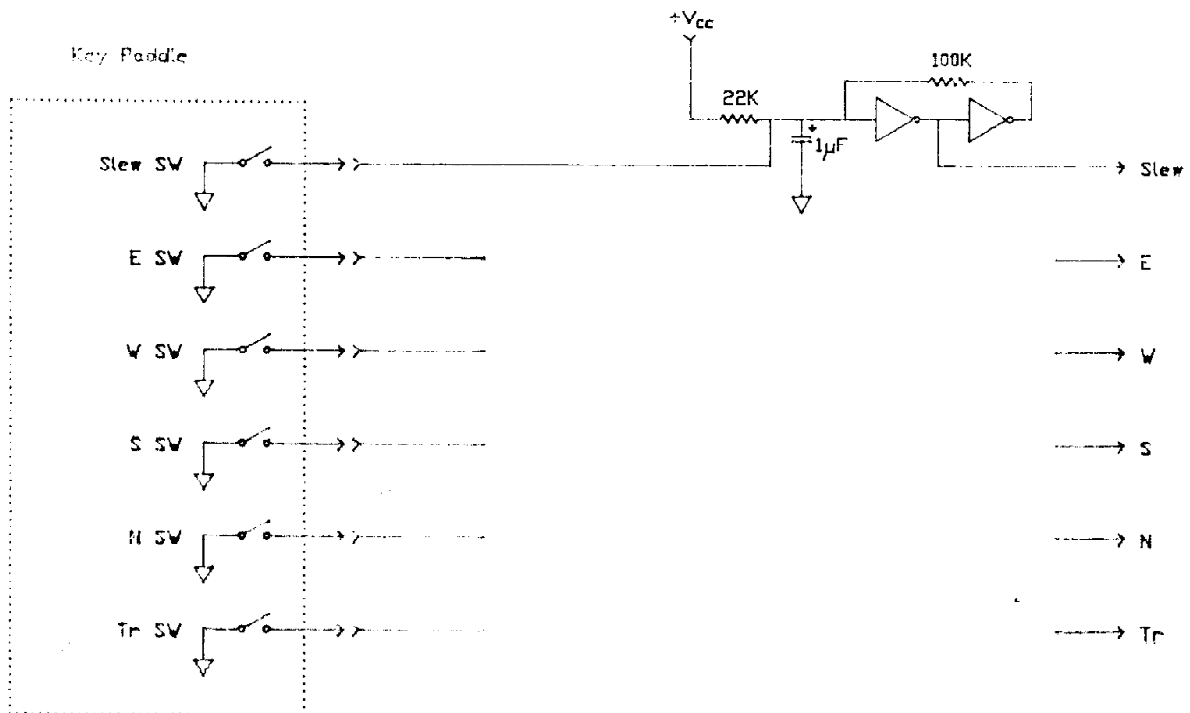 +Vcc
Key Paddle
100K
22K
1µF
Slew SW
Slew
E SW
E
W SW
W
S SW
S
N SW
N
Tr SW
Tr